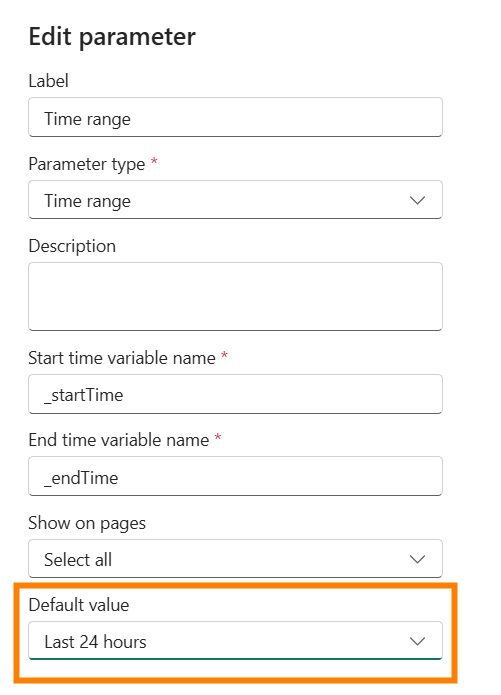 Edit parameter
Label
Time range
Parameter type *
Time range
Description
Start time variable name *
_startTime
End time variable name *
_endTime
Show on pages
Select all
Default value
Last 24 hours